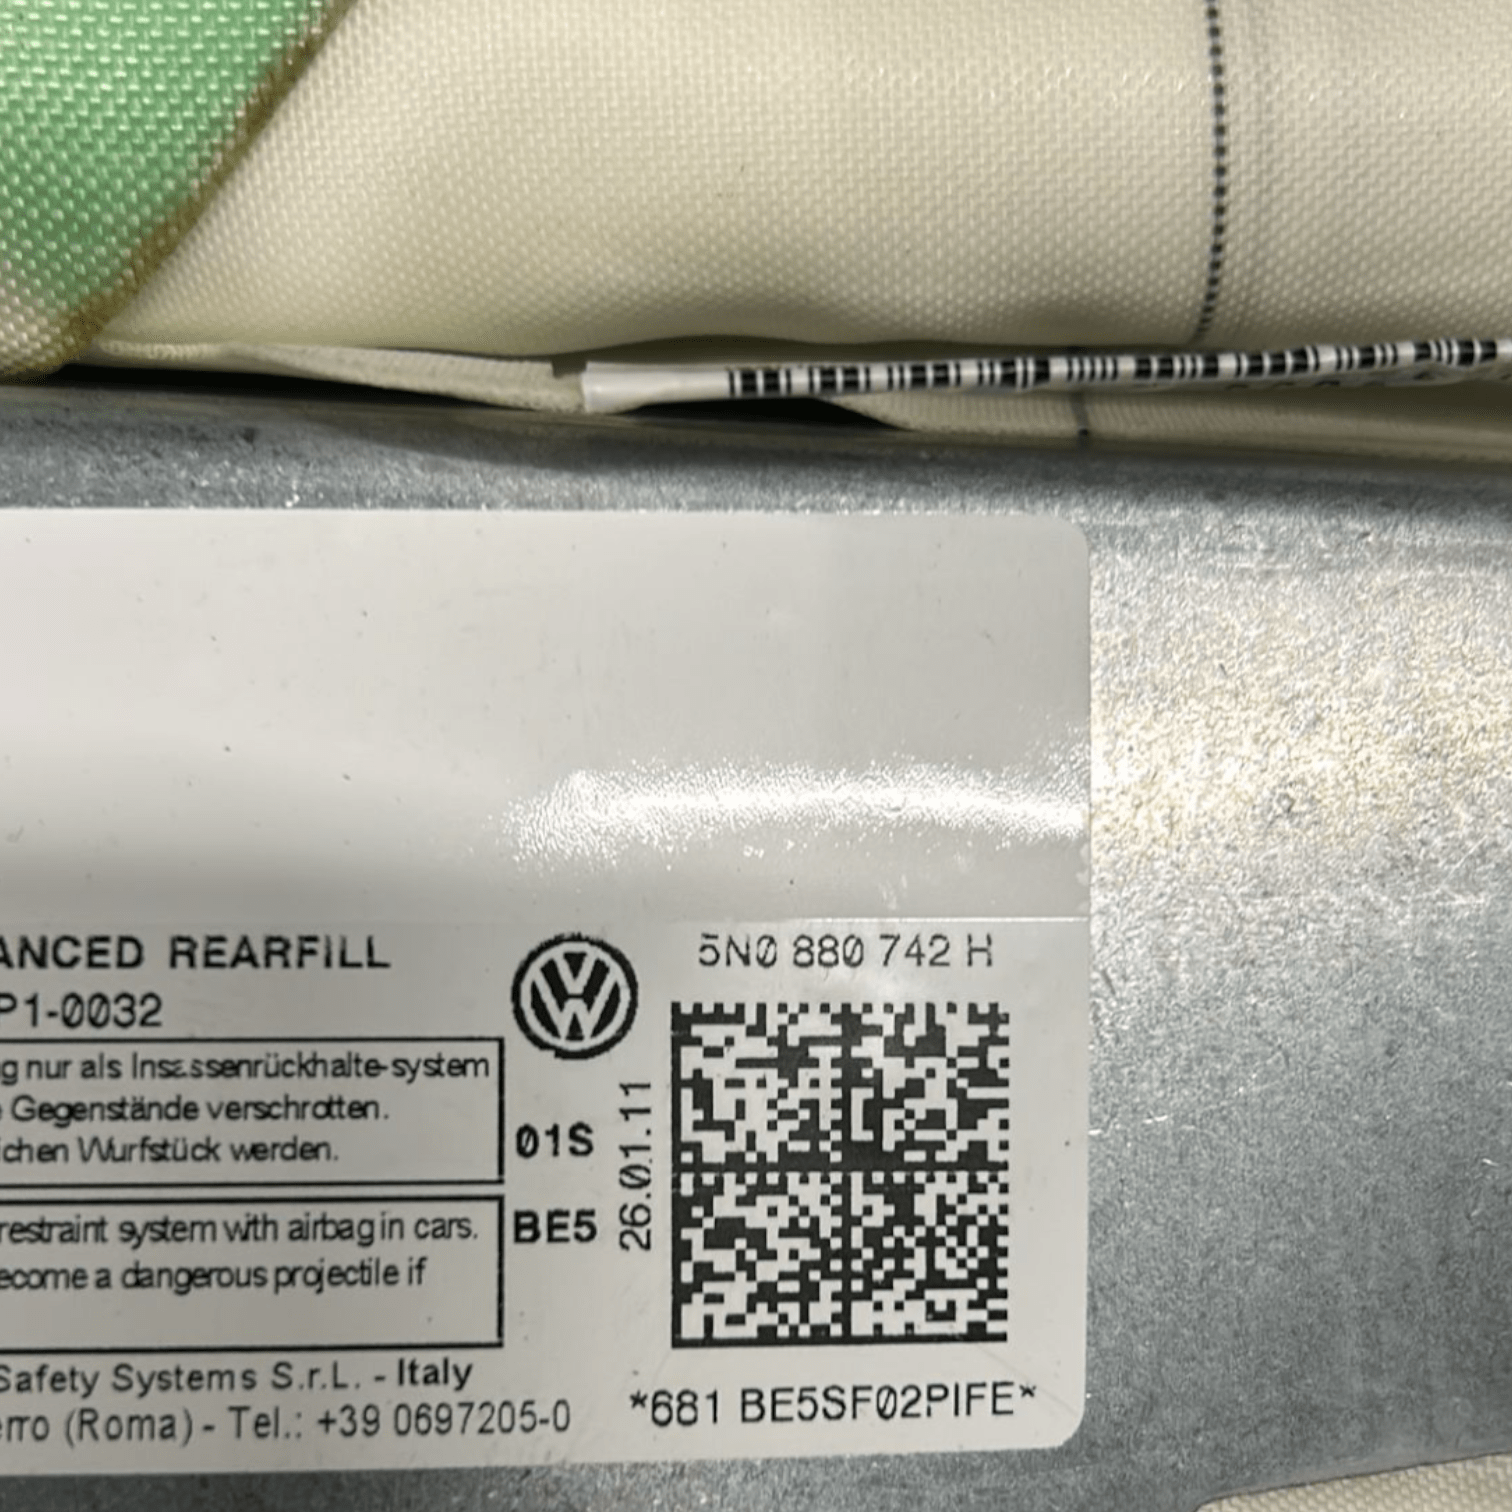 ANCED REARFILL
P1-0032
g nur als Insassenrückhalte-system
e Gegenstände verschrotten.
ichen Wurfstück werden.
restraint system with airbag in cars.
ecome a dangerous projectile if
Safety Systems S.r.L. - Italy
erro (Roma) - Tel.: +39 0697205-0
01S
BE5
26.01.11
5N0 880 742 H
*681 BE5SF02PIFE*